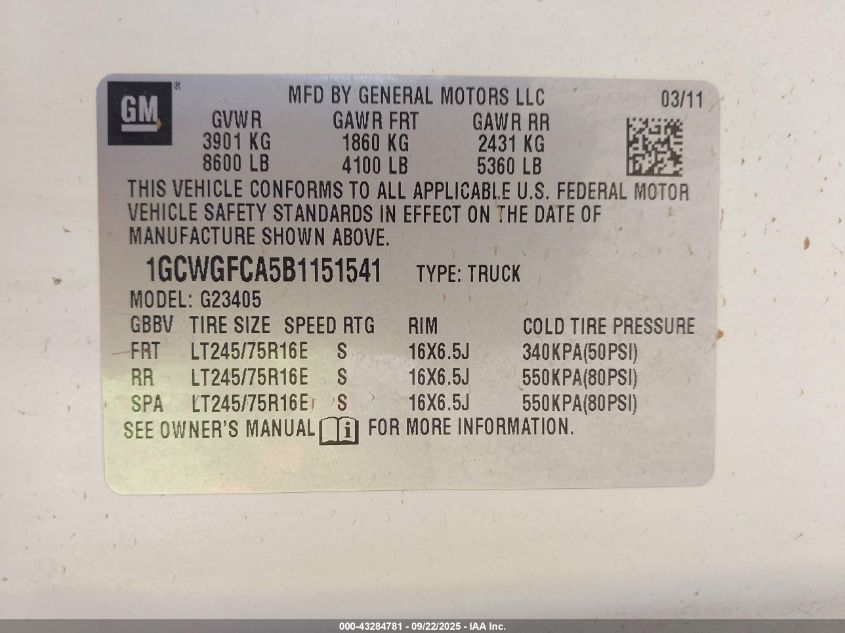 GM ®
MFD BY GENERAL MOTORS LLC 03/11
GVWR GAWR FRT GAWR RR
3901 KG 1860 KG 2431 KG
8600 LB 4100 LB 5360 LB
THIS VEHICLE CONFORMS TO ALL APPLICABLE U.S. FEDERAL MOTOR
VEHICLE SAFETY STANDARDS IN EFFECT ON THE DATE OF
MANUFACTURE SHOWN ABOVE.
1GCWGFCA5B1151541 TYPE: TRUCK
MODEL: G23405
GBBV TIRE SIZE SPEED RTG RIM COLD TIRE PRESSURE
FRT LT245/75R16E S 16X6.5J 340KPA(50PSI)
RR LT245/75R16E S 16X6.5J 550KPA(80PSI)
SPA LT245/75R16E S 16X6.5J 550KPA(80PSI)
SEE OWNER'S MANUAL i FOR MORE INFORMATION.
000-43284781 - 09/22/2025 - IAA Inc.